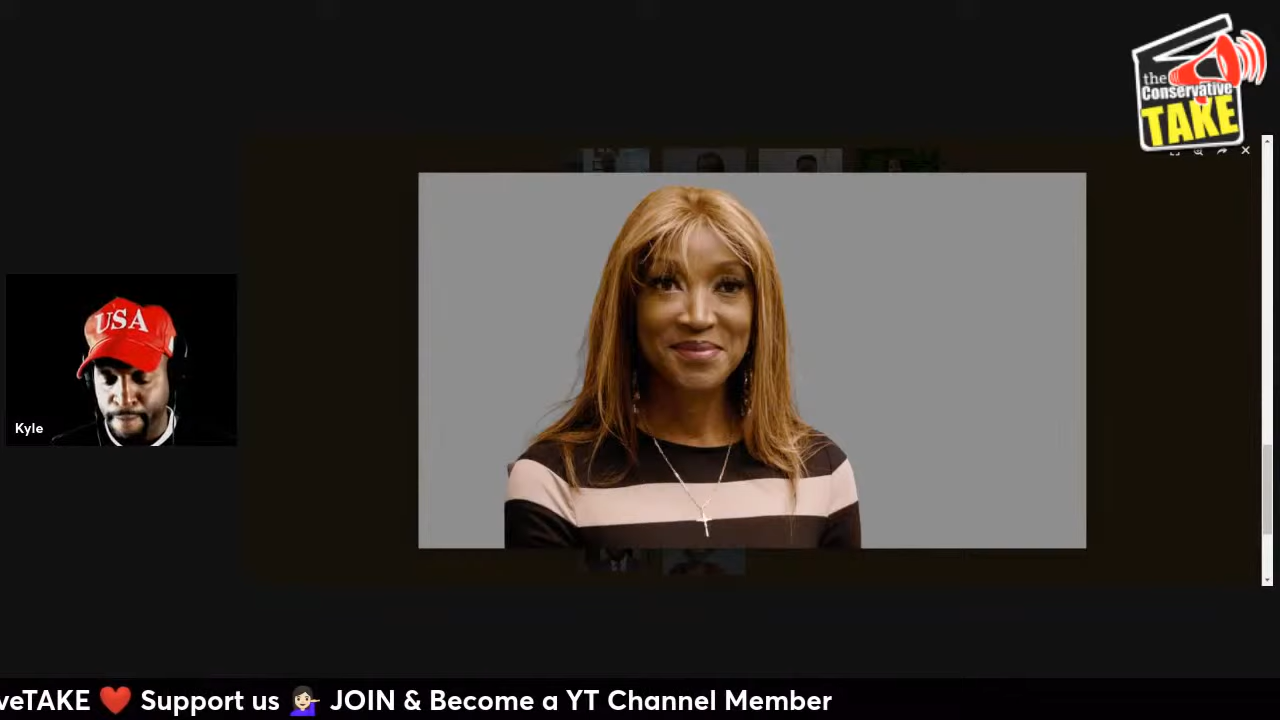 the
Conservative
TAKE
USA
Kyle
veTAKE ❤️ Support us 💁🏻‍♀️ JOIN & Become a YT Channel Member